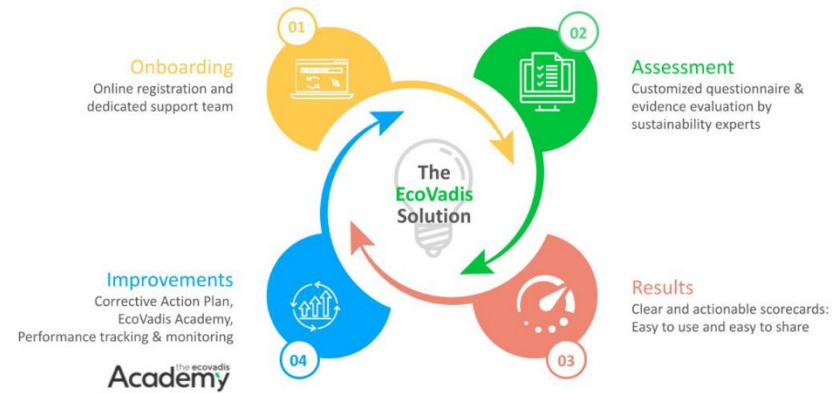 01
Onboarding
Online registration and
dedicated support team
02
Assessment
Customized questionnaire &
evidence evaluation by
sustainability experts
The
EcoVadis
Solution
Improvements
Corrective Action Plan,
EcoVadis Academy,
Performance tracking & monitoring
04
the ecovadis
Academy
Results
Clear and actionable scorecards:
Easy to use and easy to share
03